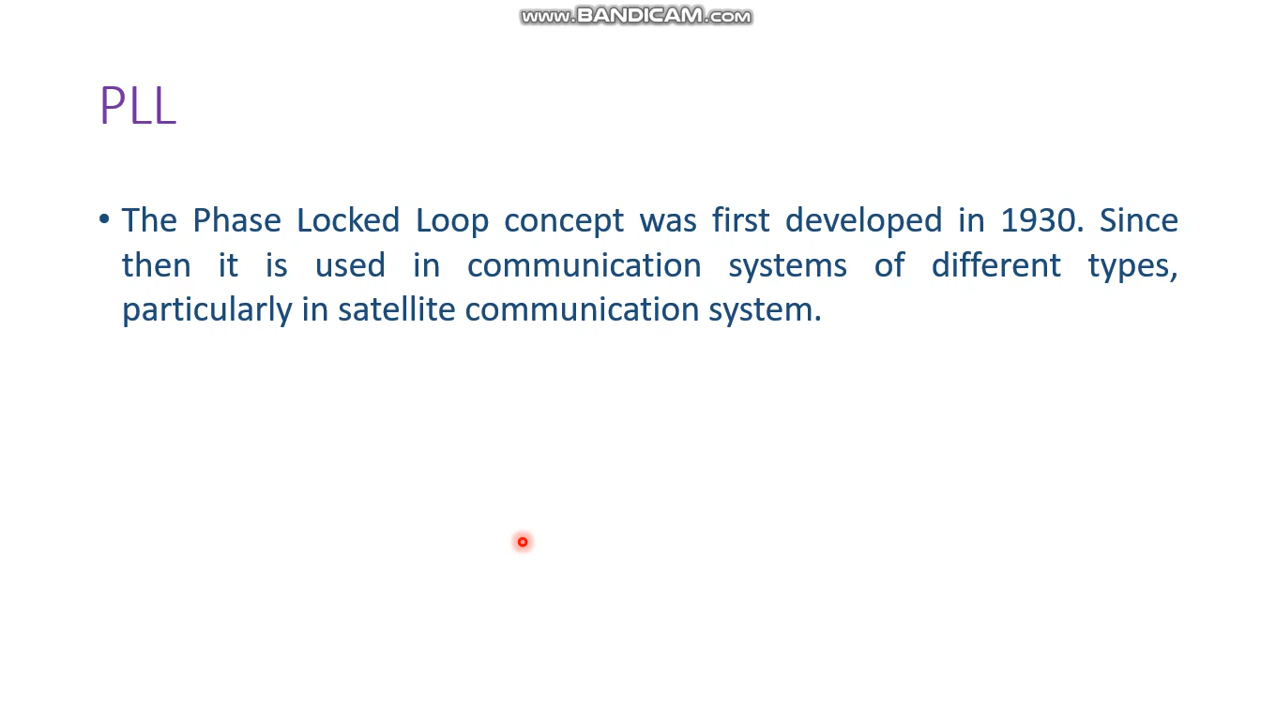 www.BANDICAM.com
PLL
• The Phase Locked Loop concept was first developed in 1930. Since
then it is used in communication systems of different types,
particularly in satellite communication system.